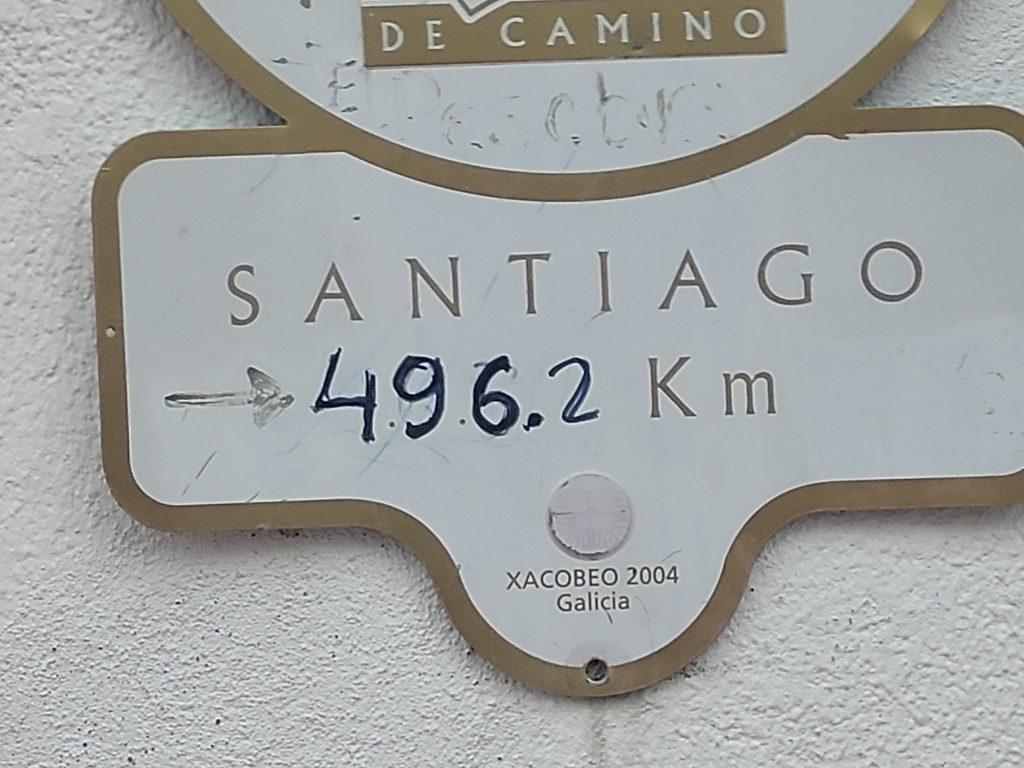 DE CAMINO
SANTIAGO
→ 496.2 Km
XACOBEO 2004
Galicia